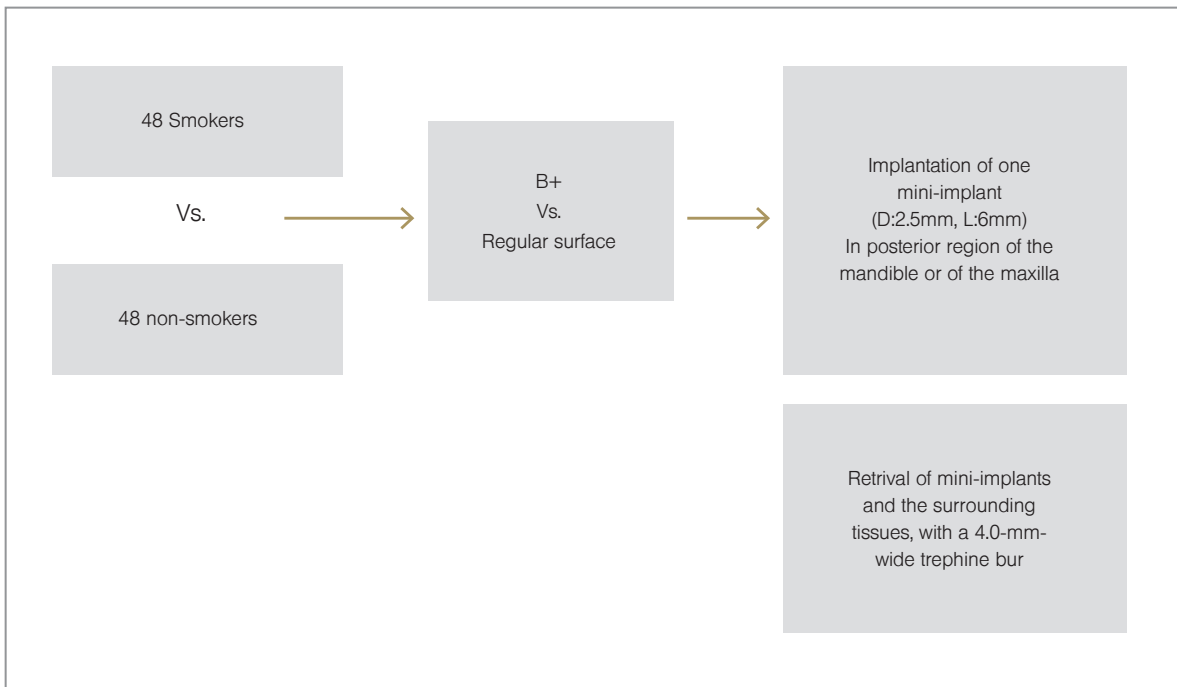 48 Smokers
Vs.
48 non-smokers
B+
Vs.
Regular surface
Implantation of one
mini-implant
(D:2.5mm, L:6mm)
In posterior region of the
mandible or of the maxilla
Retrival of mini-implants
and the surrounding
tissues, with a 4.0-mm-
wide trephine bur